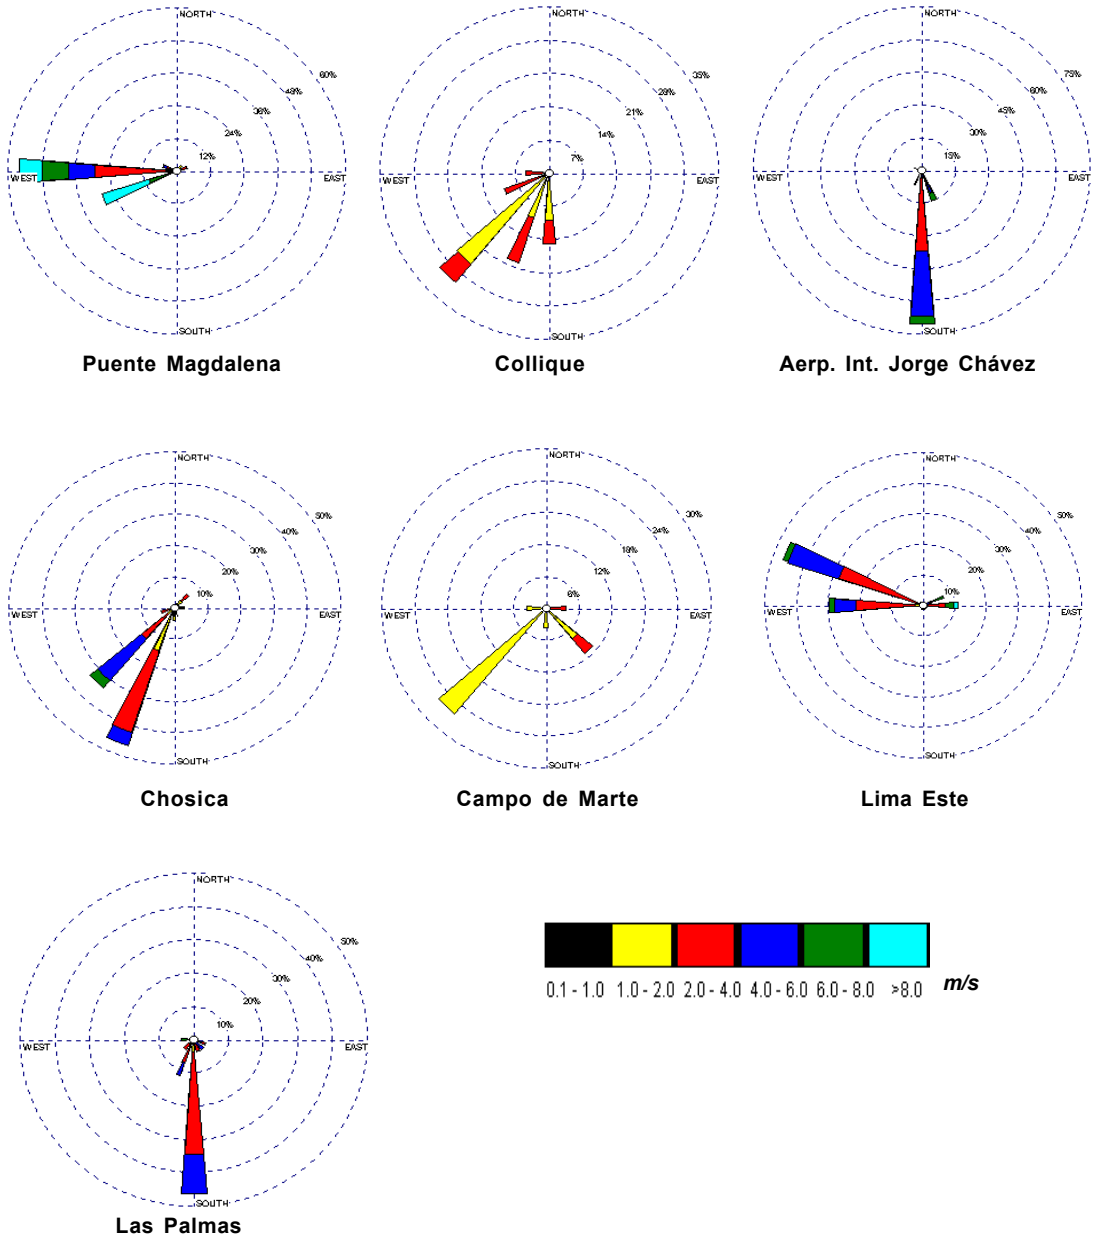 NORTH
60%
48%
36%
24%
12%
WEST
EAST
SOUTH
Puente Magdalena
NORTH
35%
28%
21%
14%
7%
WEST
EAST
SOUTH
Collique
NORTH
75%
60%
45%
30%
15%
WEST
EAST
SOUTH
Aerp. Int. Jorge Chávez
NORTH
50%
40%
30%
20%
10%
WEST
EAST
SOUTH
Chosica
NORTH
30%
24%
18%
12%
6%
WEST
EAST
SOUTH
Campo de Marte
NORTH
50%
40%
30%
20%
10%
WEST
EAST
SOUTH
Lima Este
NORTH
50%
40%
30%
20%
10%
WEST
EAST
SOUTH
Las Palmas
0.1 - 1.0 1.0 - 2.0 2.0 - 4.0 4.0 - 6.0 6.0 - 8.0 >8.0 m/s